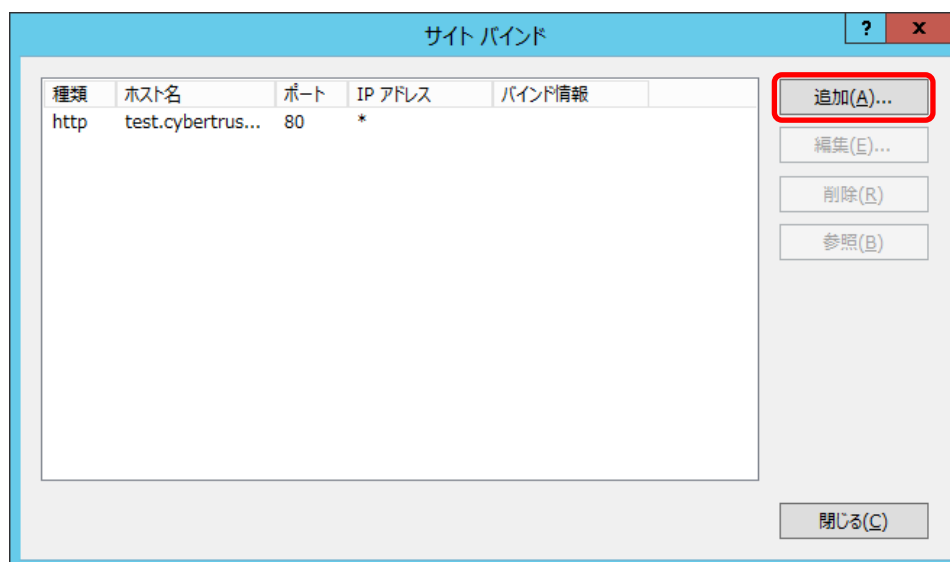 サイト バインド
? x
種類 ホスト名 ポート IP アドレス バインド情報
http test.cybertrus... 80 *
追加(A)...
編集(E)...
削除(R)
参照(B)
閉じる(C)